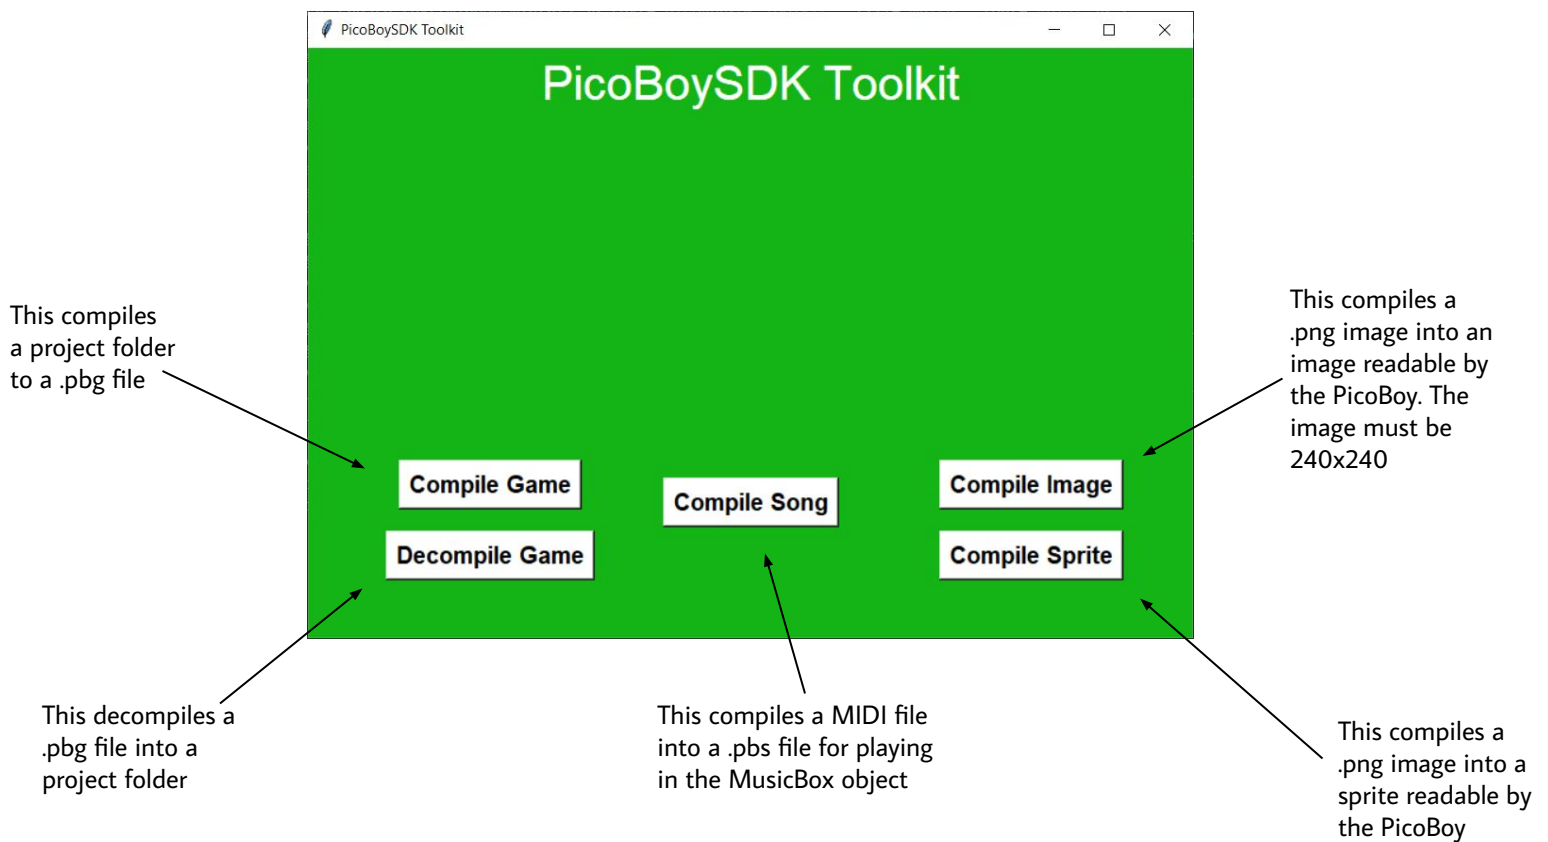 PicoBoySDK Toolkit
PicoBoySDK Toolkit
This compiles
a project folder
to a .pbg file
This compiles a
.png image into an
image readable by
the PicoBoy. The
image must be
240x240
Compile Game
Compile Song
Compile Image
Decompile Game
Compile Sprite
This decompiles a
.pbg file into a
project folder
This compiles a MIDI file
into a .pbs file for playing
in the MusicBox object
This compiles a
.png image into a
sprite readable by
the PicoBoy